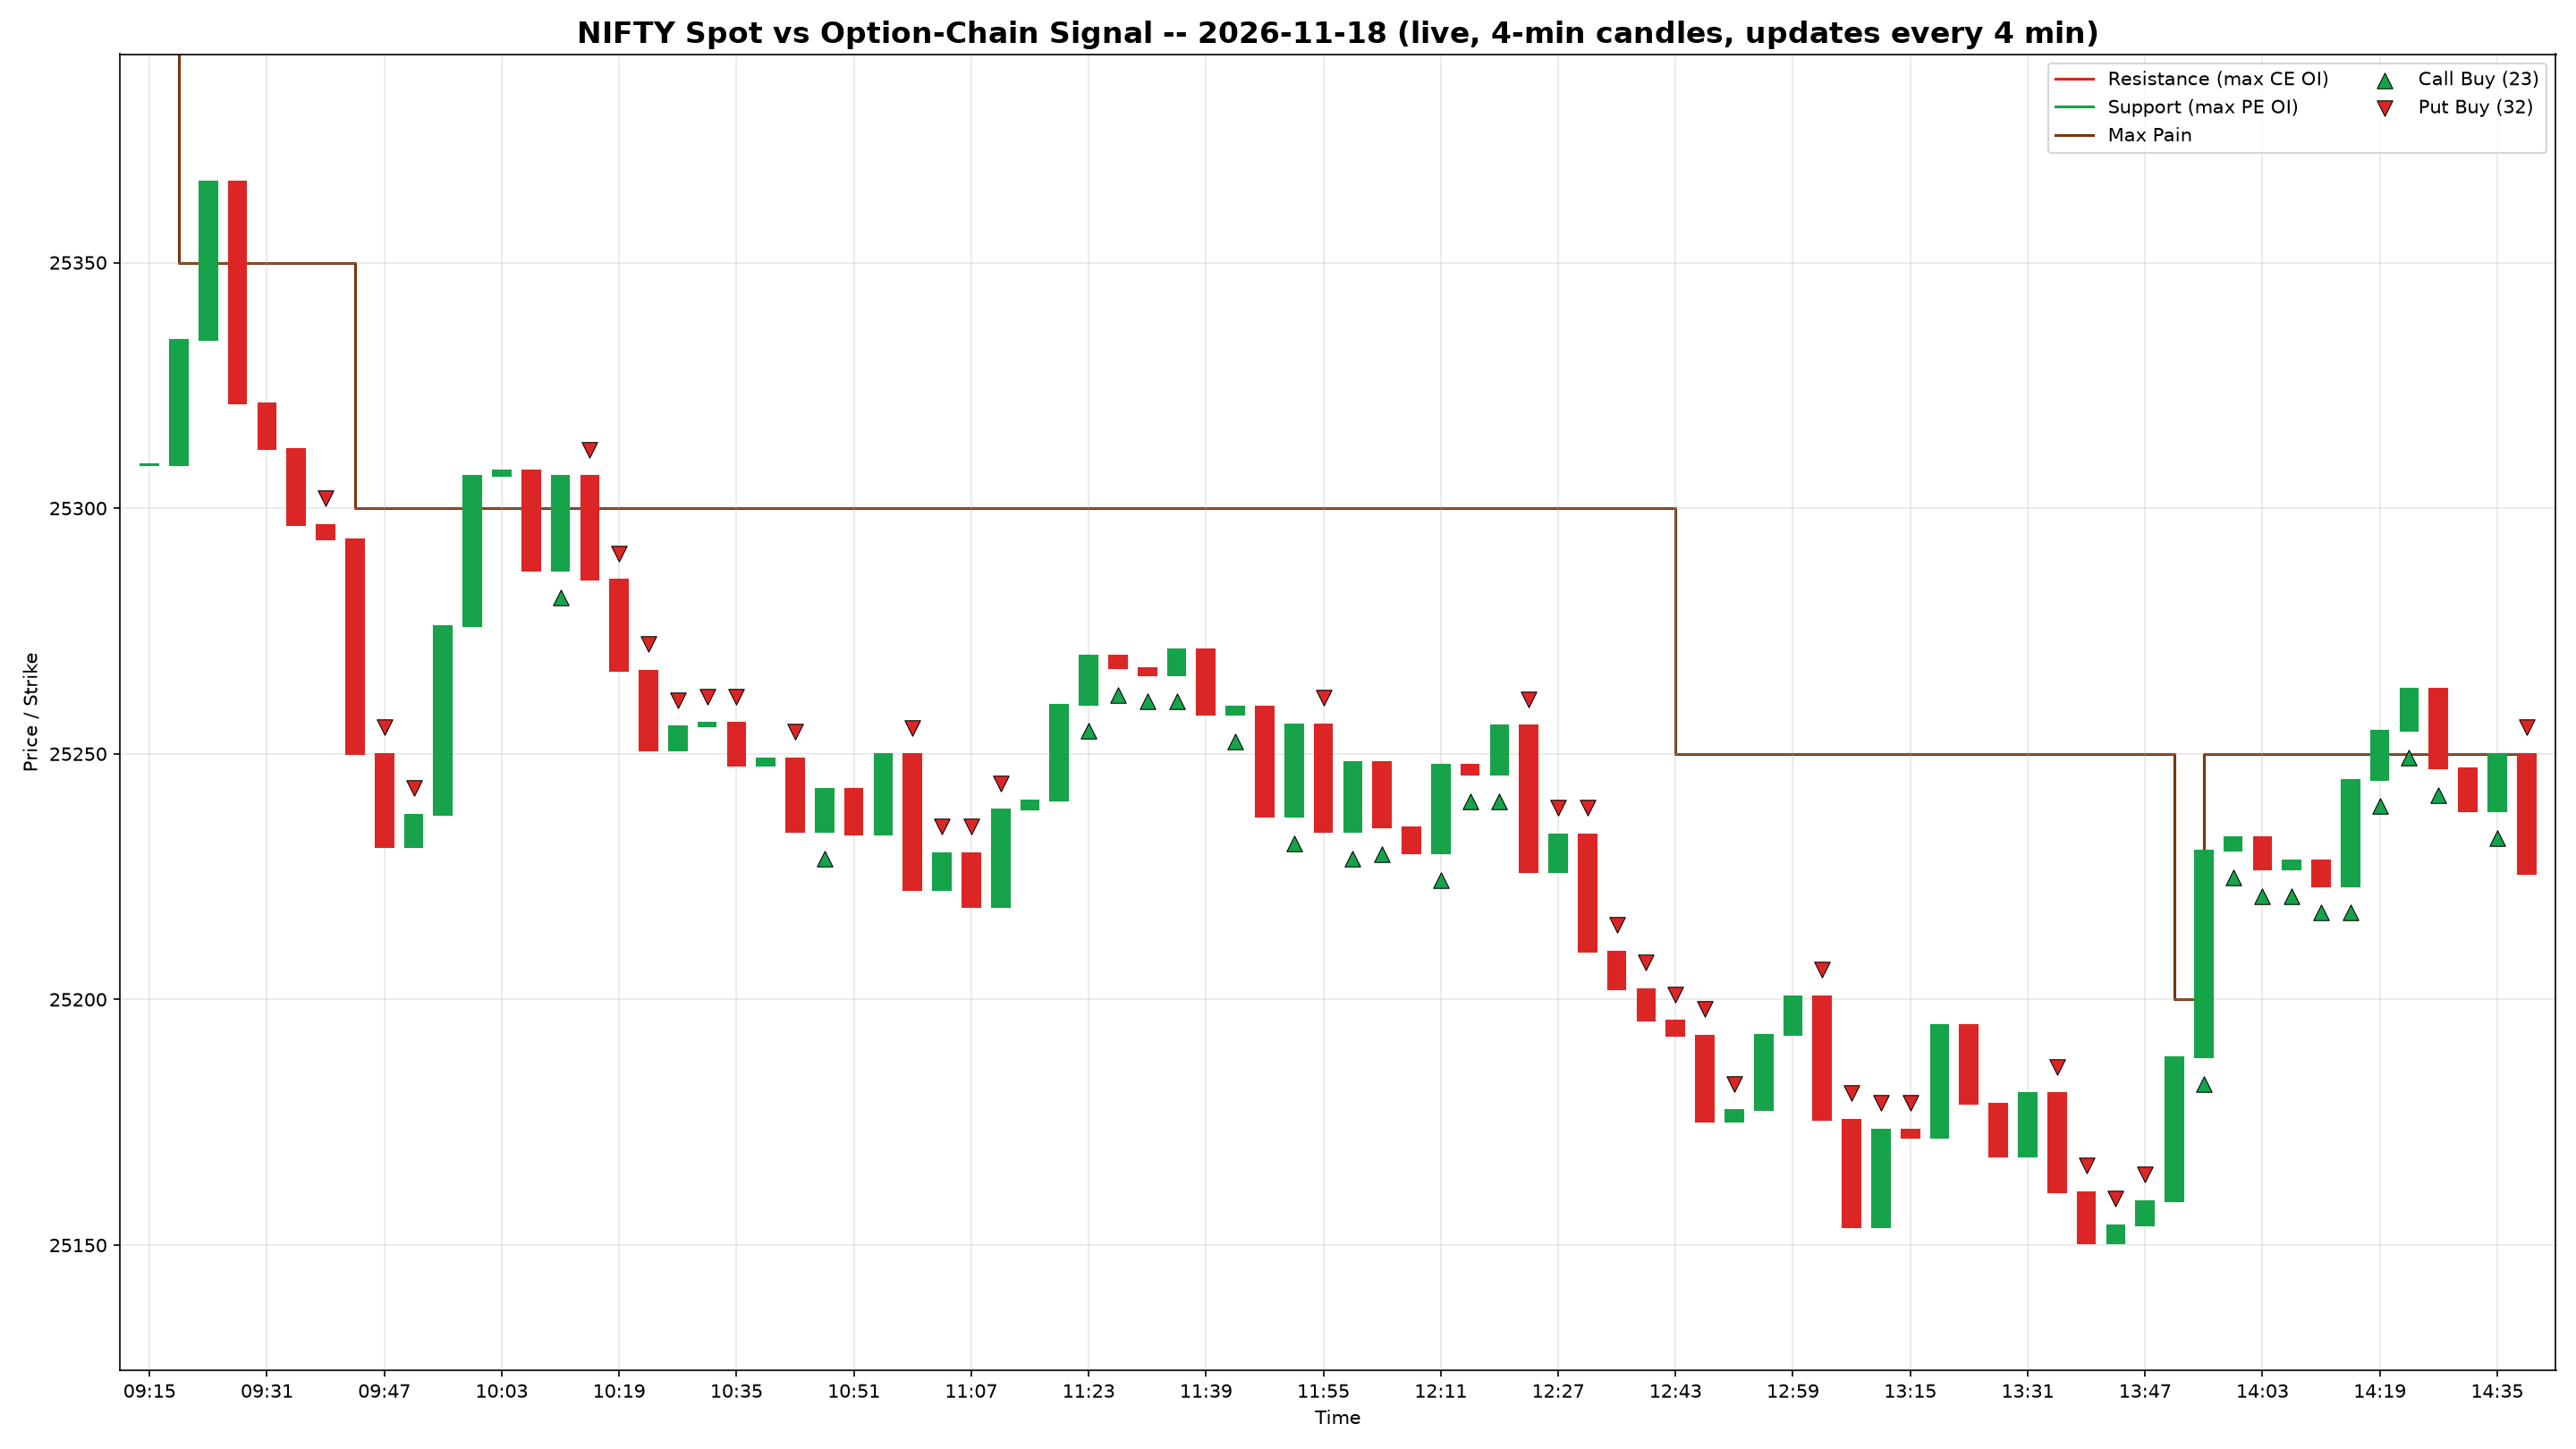 NIFTY Spot vs Option-Chain Signal -- 2026-11-18 (live, 4-min candles, updates every 4 min)
Resistance (max CE OI)
Support (max PE OI)
Max Pain
Call Buy (23)
Put Buy (32)
Price / Strike
25350
25300
25250
25200
25150
09:15 09:31 09:47 10:03 10:19 10:35 10:51 11:07 11:23 11:39 11:55 12:11 12:27 12:43 12:59 13:15 13:31 13:47 14:03 14:19 14:35
Time